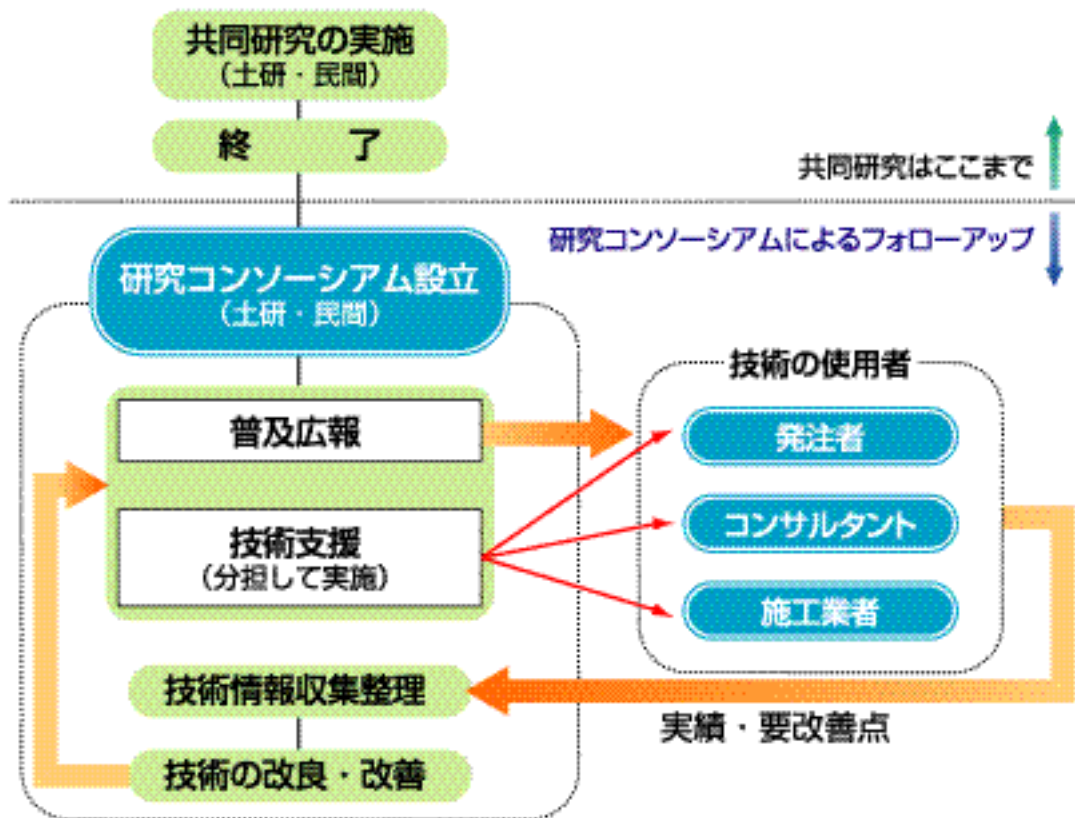 共同研究の実施
（土研・民間）
終　了
共同研究はここまで
研究コンソーシアムによるフォローアップ
研究コンソーシアム設立
（土研・民間）
普及広報
技術支援
（分担して実施）
技術の使用者
発注者
コンサルタント
施工業者
技術情報収集整理
実績・要改善点
技術の改良・改善